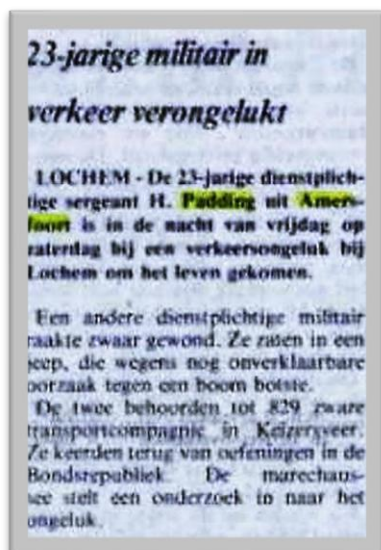 23-jarige militair in
verkeer verongelukt
LOCHEM - De 23-jarige dienstplich-
tige sergeant H. Padding uit Amers-
foort is in de nacht van vrijdag op
zaterdag bij een verkeersongeluk bij
Lochem om het leven gekomen.
Een andere dienstplichtige militair
raakte zwaar gewond. Ze zaten in een
jeep, die wegens nog onverklaarbare
oorzaak tegen een boom botste.
De twee behoorden tot 829 zware
transportcompagnie in Keizersveer.
Ze keerden terug van oefeningen in de
Bondsrepubliek. De marechaus-
see stelt een onderzoek in naar het
ongeluk.